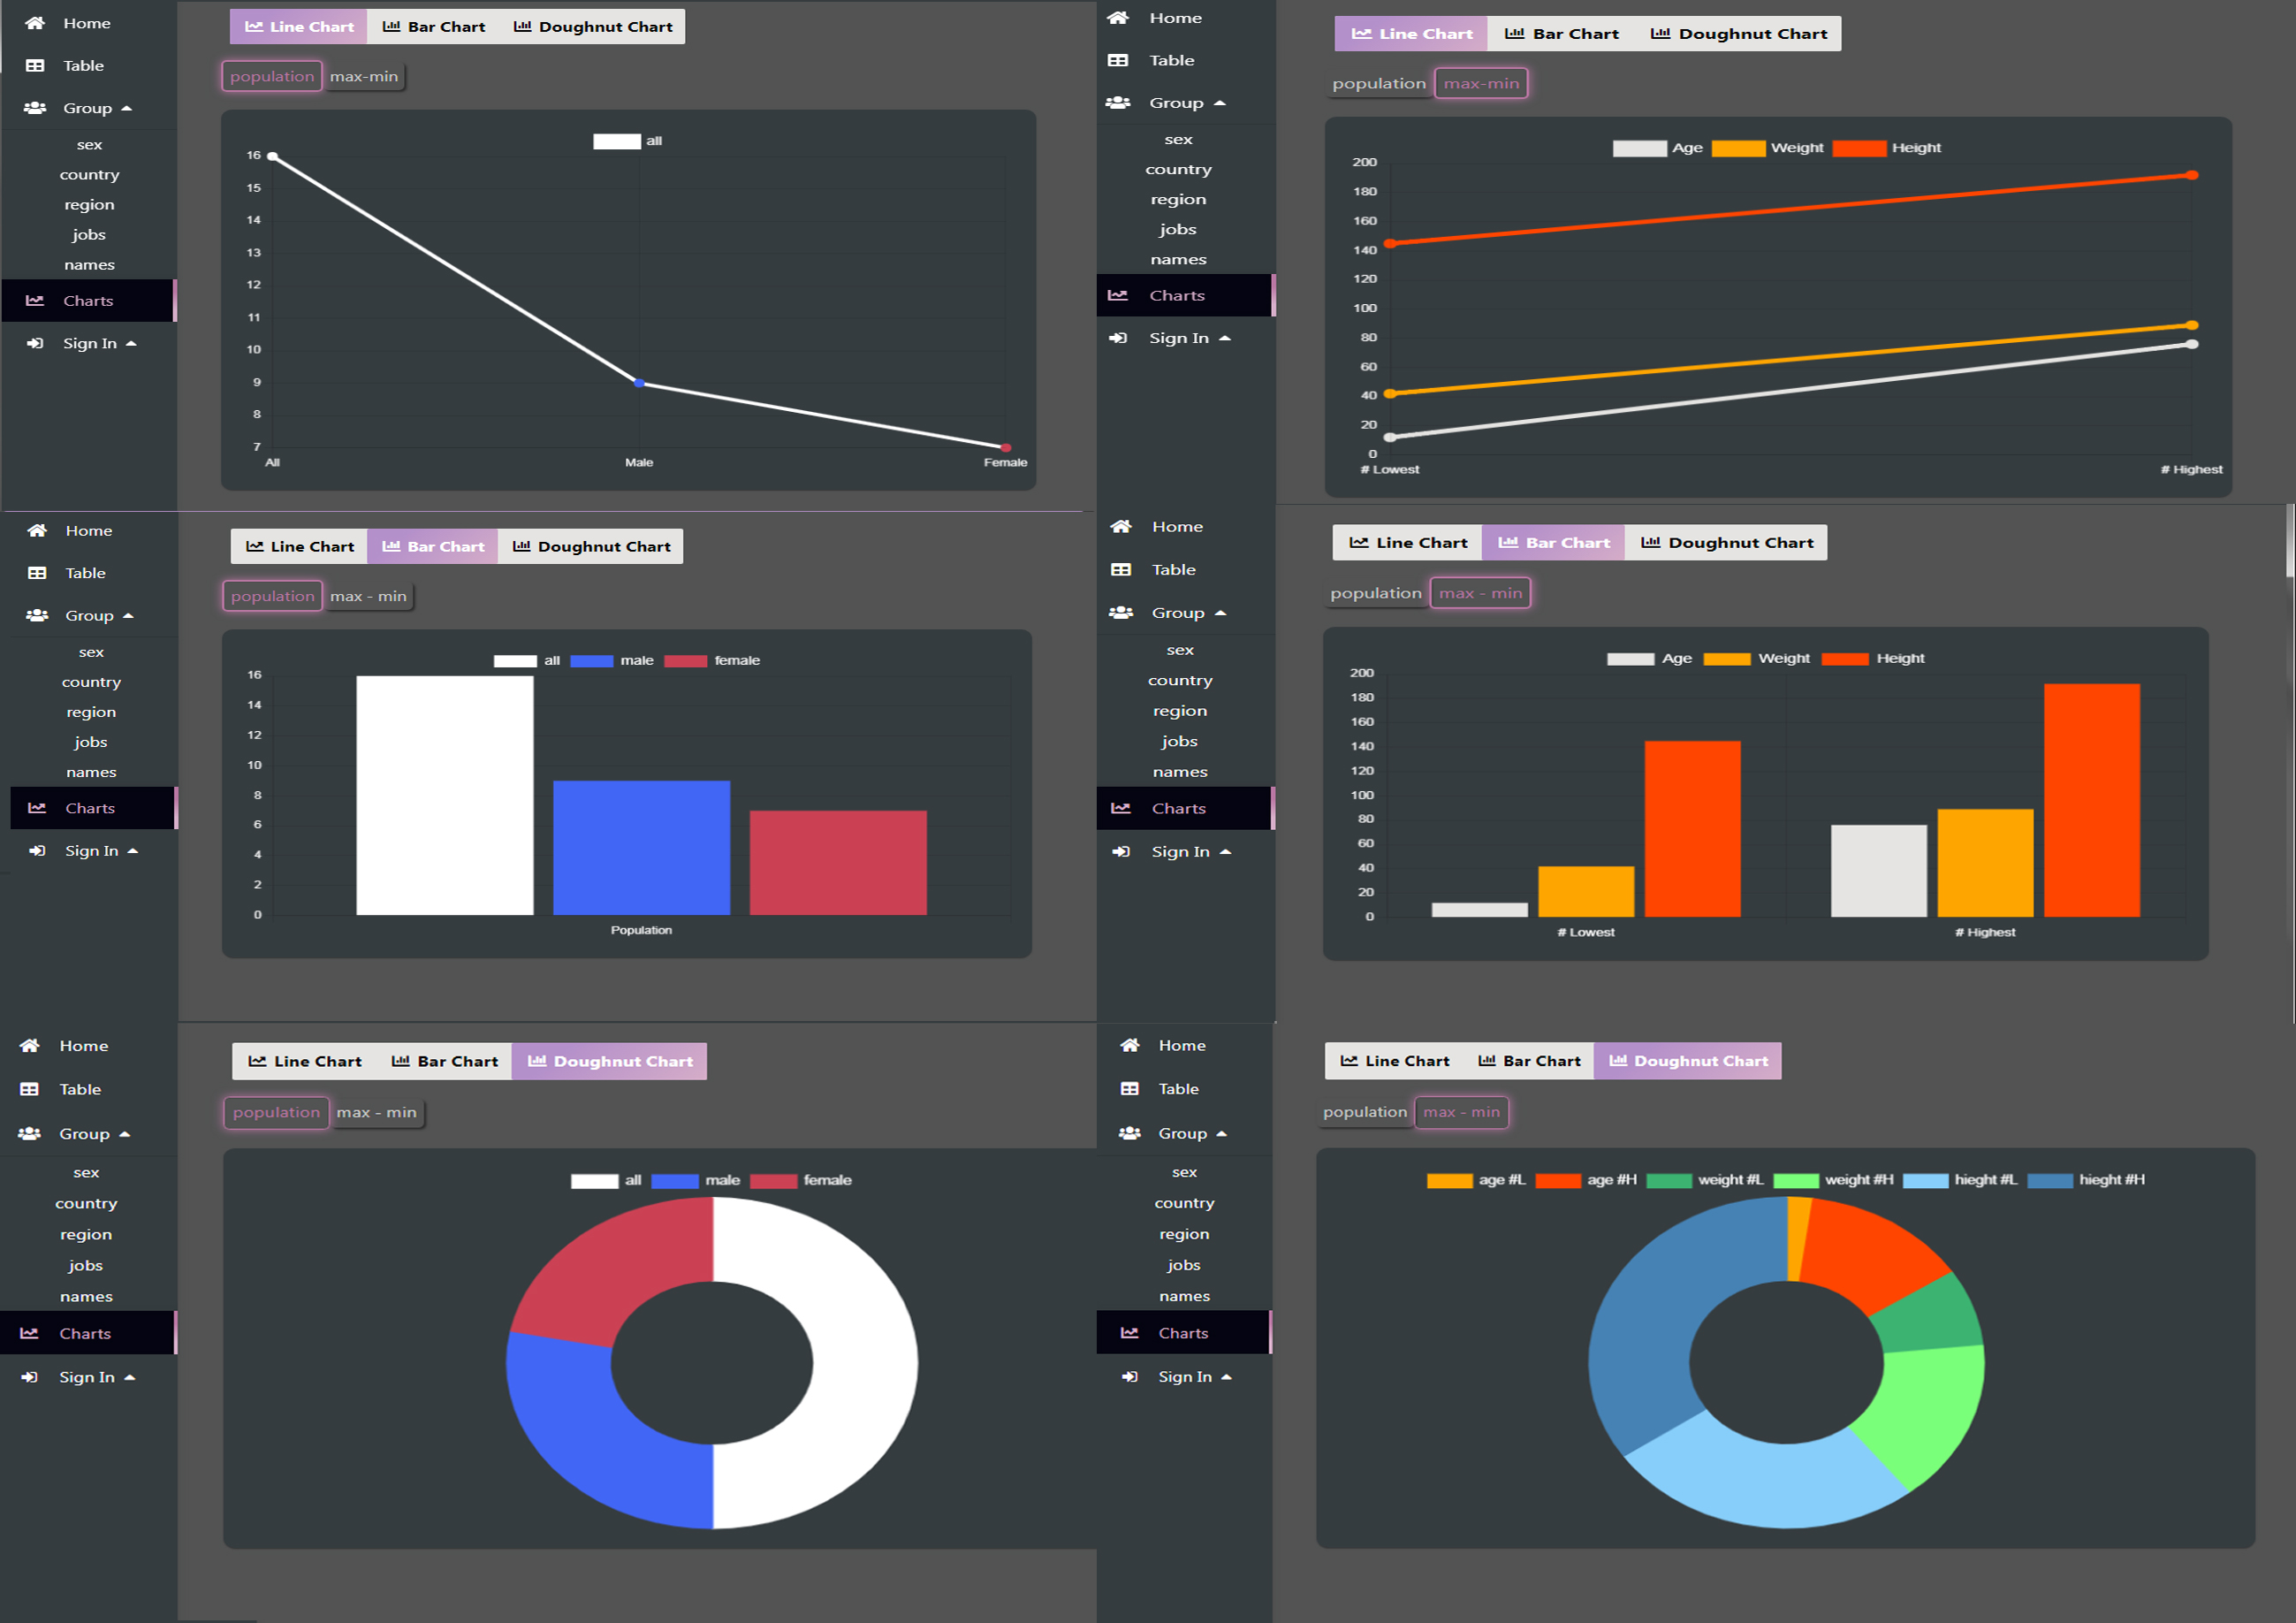 Home
Table
Group
sex
country
region
jobs
names
Charts
Sign In
Line Chart Bar Chart Doughnut Chart
population max-min
all
16
15
14
13
12
11
10
9
8
7
All Male Female
Home
Table
Group
sex
country
region
jobs
names
Charts
Sign In
Line Chart Bar Chart Doughnut Chart
population max-min
Age Weight Height
200
180
160
140
120
100
80
60
40
20
0
# Lowest # Highest
Home
Table
Group
sex
country
region
jobs
names
Charts
Sign In
Line Chart Bar Chart Doughnut Chart
population max - min
all male female
16
14
12
10
8
6
4
2
0
Population
Home
Table
Group
sex
country
region
jobs
names
Charts
Sign In
Line Chart Bar Chart Doughnut Chart
population max - min
Age Weight Height
200
180
160
140
120
100
80
60
40
20
0
# Lowest # Highest
Home
Table
Group
sex
country
region
jobs
names
Charts
Sign In
Line Chart Bar Chart Doughnut Chart
population max - min
all male female
Home
Table
Group
sex
country
region
jobs
names
Charts
Sign In
Line Chart Bar Chart Doughnut Chart
population max - min
age #L age #H weight #L weight #H hieght #L hieght #H